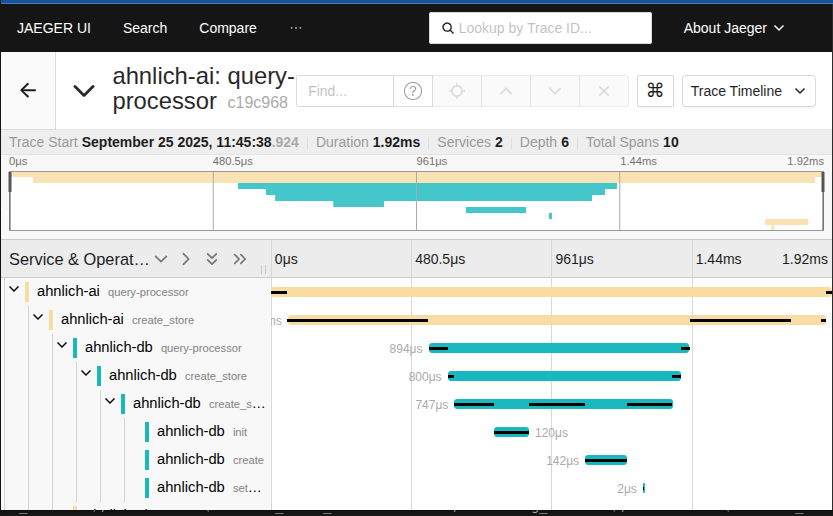 JAEGER UI Search Compare ··· Lookup by Trace ID... About Jaeger
ahnlich-ai: query-
processor c19c968 Find... ? ⌘ Trace Timeline
Trace Start September 25 2025, 11:45:38.924 Duration 1.92ms Services 2 Depth 6 Total Spans 10
0μs 480.5μs 961μs 1.44ms 1.92ms
Service & Operat… 0μs 480.5μs 961μs 1.44ms 1.92ms
ahnlich-ai query-processor
ahnlich-ai create_store
ahnlich-db query-processor 894μs
ahnlich-db create_store 800μs
ahnlich-db create_s… 747μs
ahnlich-db init 120μs
ahnlich-db create 142μs
ahnlich-db set… 2μs